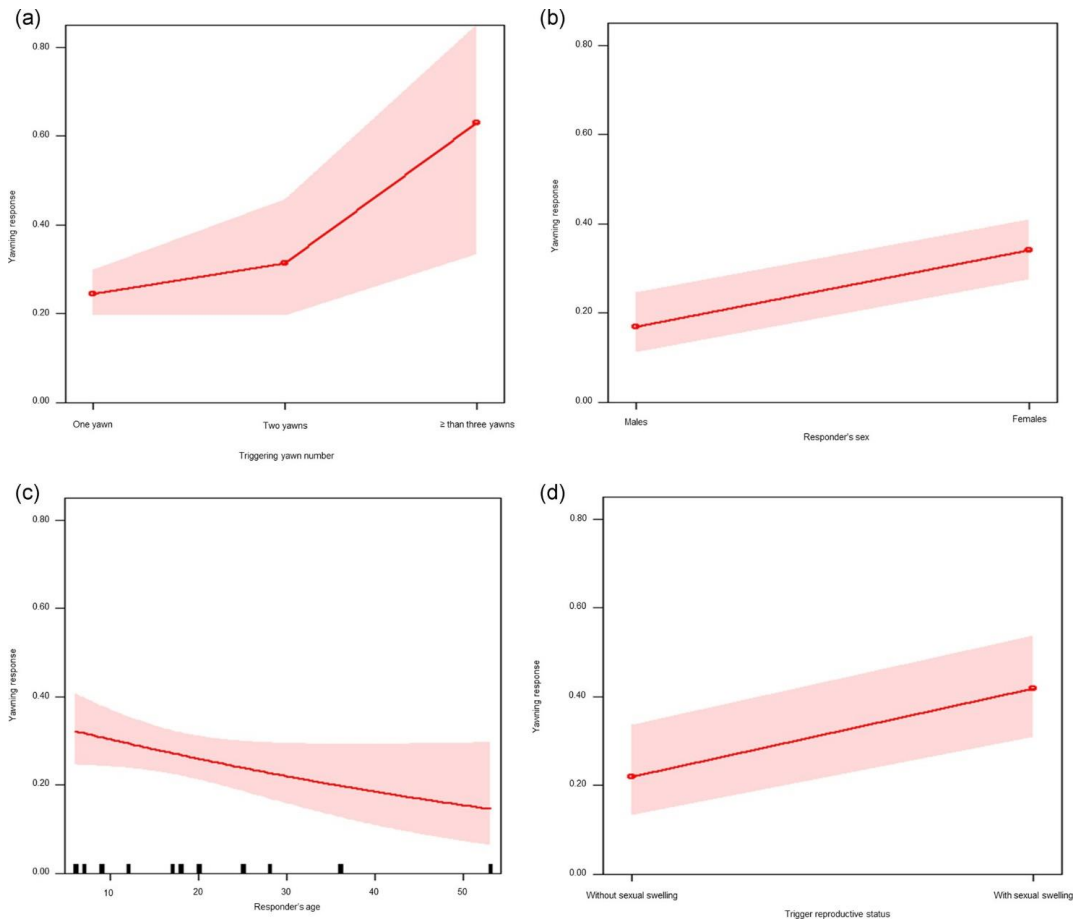 (a)
0.80
0.60
0.40
0.20
0.00
Yawning response
One yawn
Two yawns
≥ than three yawns
Triggering yawn number
(b)
0.80
0.60
0.40
0.20
0.00
Yawning response
Males
Females
Responder's sex
(c)
0.80
0.60
0.40
0.20
0.00
Yawning response
10
20
30
40
50
Responder's age
(d)
0.80
0.60
0.40
0.20
0.00
Yawning response
Without sexual swelling
With sexual swelling
Trigger reproductive status